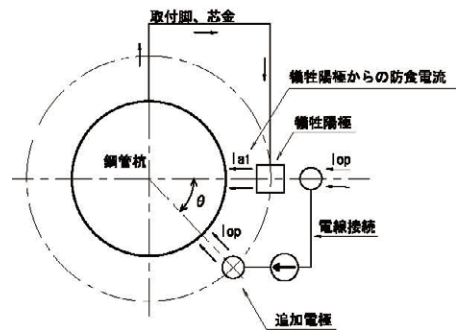 取付脚、芯金
犠牲陽極からの防食電流
犠牲陽極
Ia1
Iop
鋼管杭
θ
Iop
電線接続
追加電極